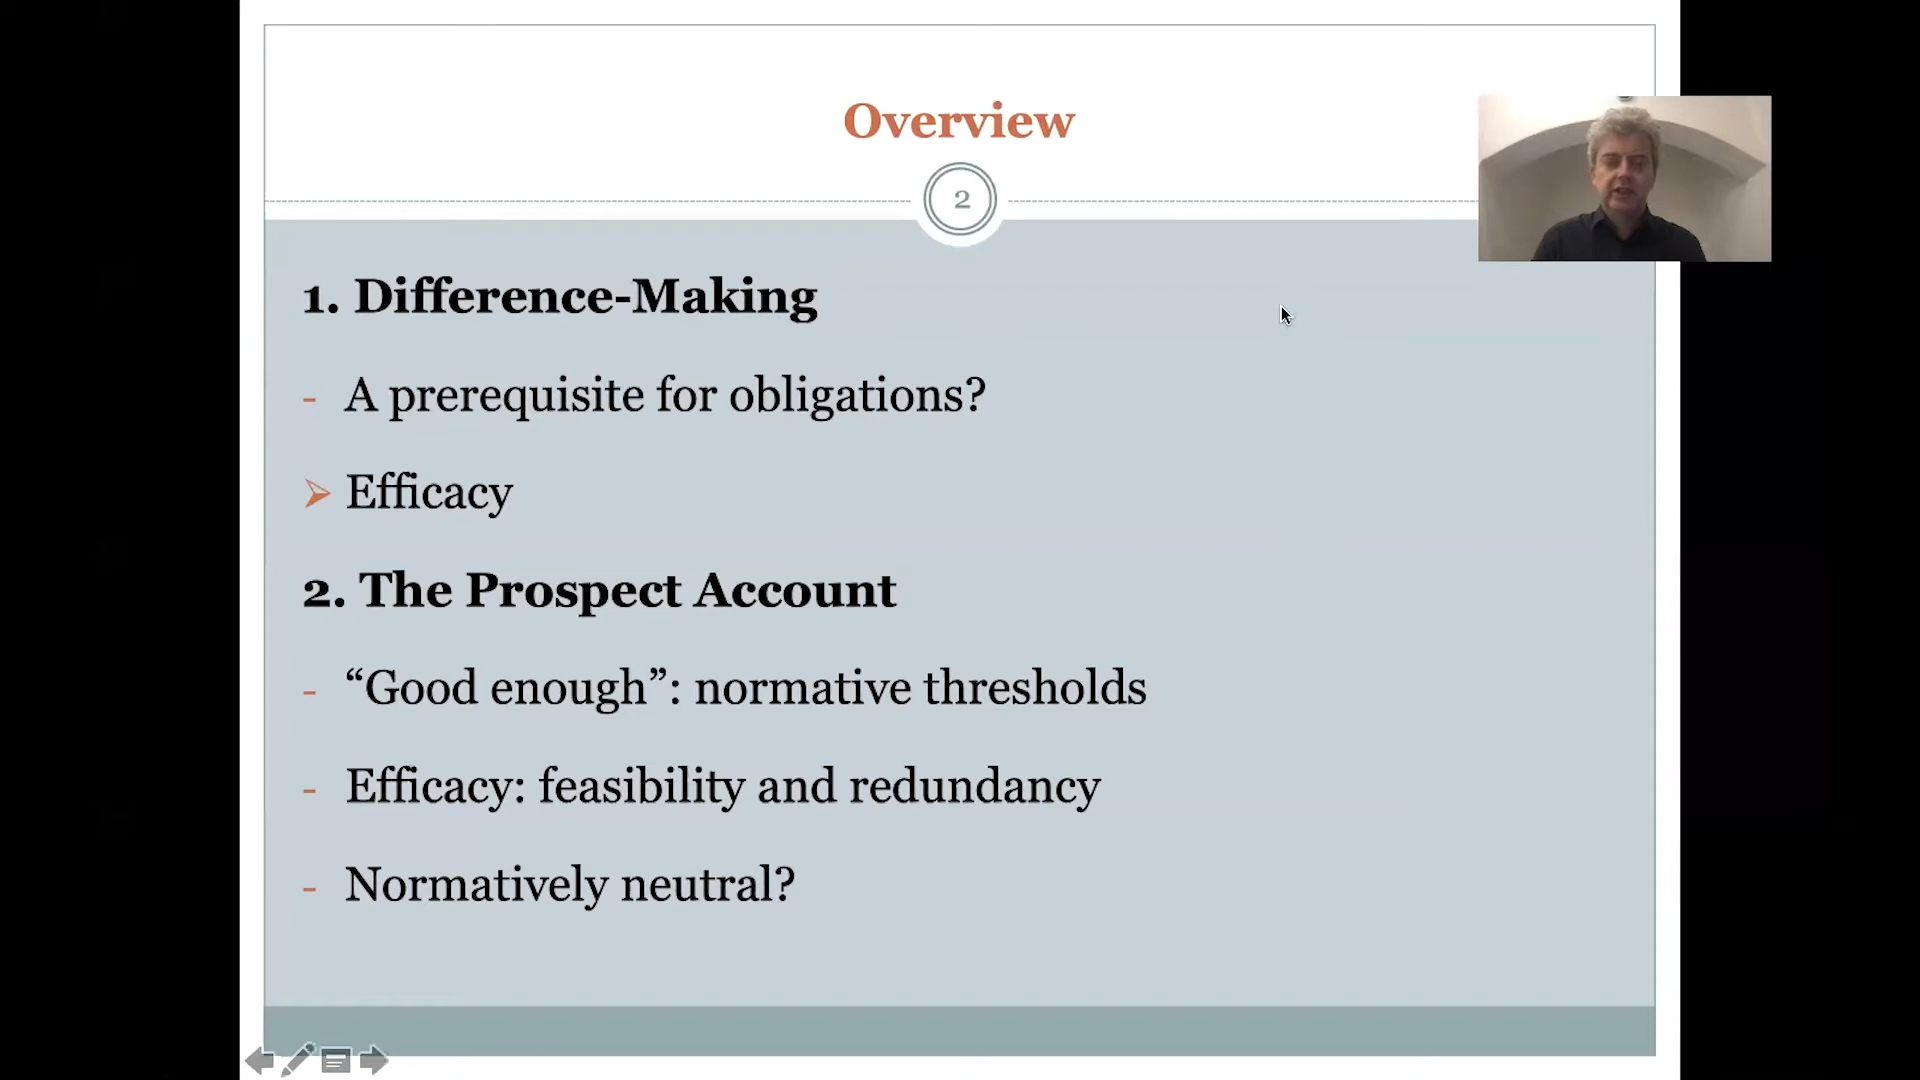 Overview
2
1. Difference-Making
- A prerequisite for obligations?
➢ Efficacy
2. The Prospect Account
- “Good enough”: normative thresholds
- Efficacy: feasibility and redundancy
- Normatively neutral?